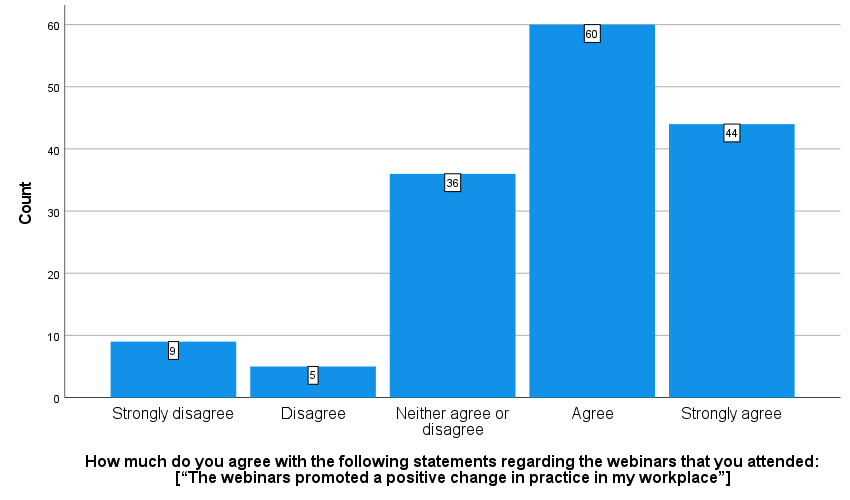 60
50
40
30
20
10
0
Count
9
5
36
60
44
Strongly disagree
Disagree
Neither agree or
disagree
Agree
Strongly agree
How much do you agree with the following statements regarding the webinars that you attended:
[“The webinars promoted a positive change in practice in my workplace”]